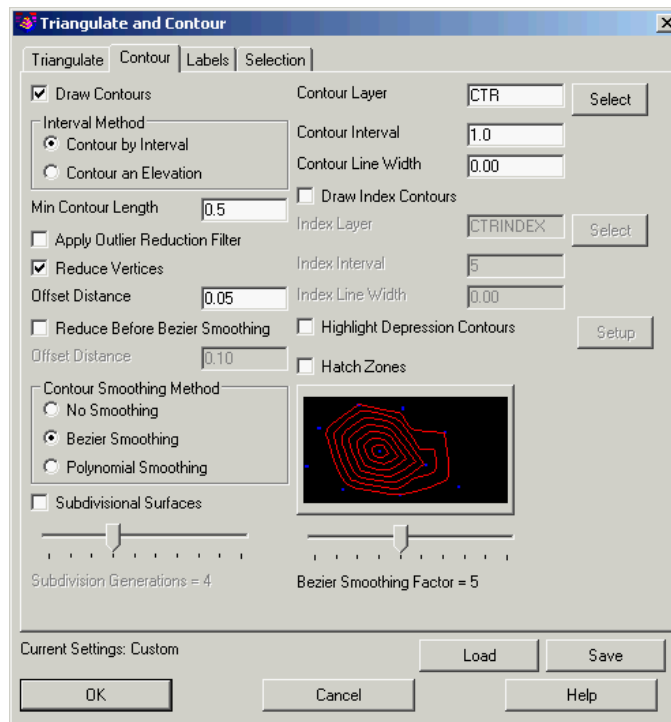 Triangulate and Contour
Triangulate
Contour
Labels
Selection
Draw Contours
Interval Method
Contour by Interval
Contour an Elevation
Min Contour Length 0.5
Apply Outlier Reduction Filter
Reduce Vertices
Offset Distance 0.05
Reduce Before Bezier Smoothing
Offset Distance 0.10
Contour Smoothing Method
No Smoothing
Bezier Smoothing
Polynomial Smoothing
Subdivisional Surfaces
Subdivision Generations = 4
Contour Layer CTR Select
Contour Interval 1.0
Contour Line Width 0.00
Draw Index Contours
Index Layer CTRINDEX Select
Index Interval 5
Index Line Width 0.00
Highlight Depression Contours Setup
Hatch Zones
Bezier Smoothing Factor = 5
Current Settings: Custom
Load
Save
OK
Cancel
Help